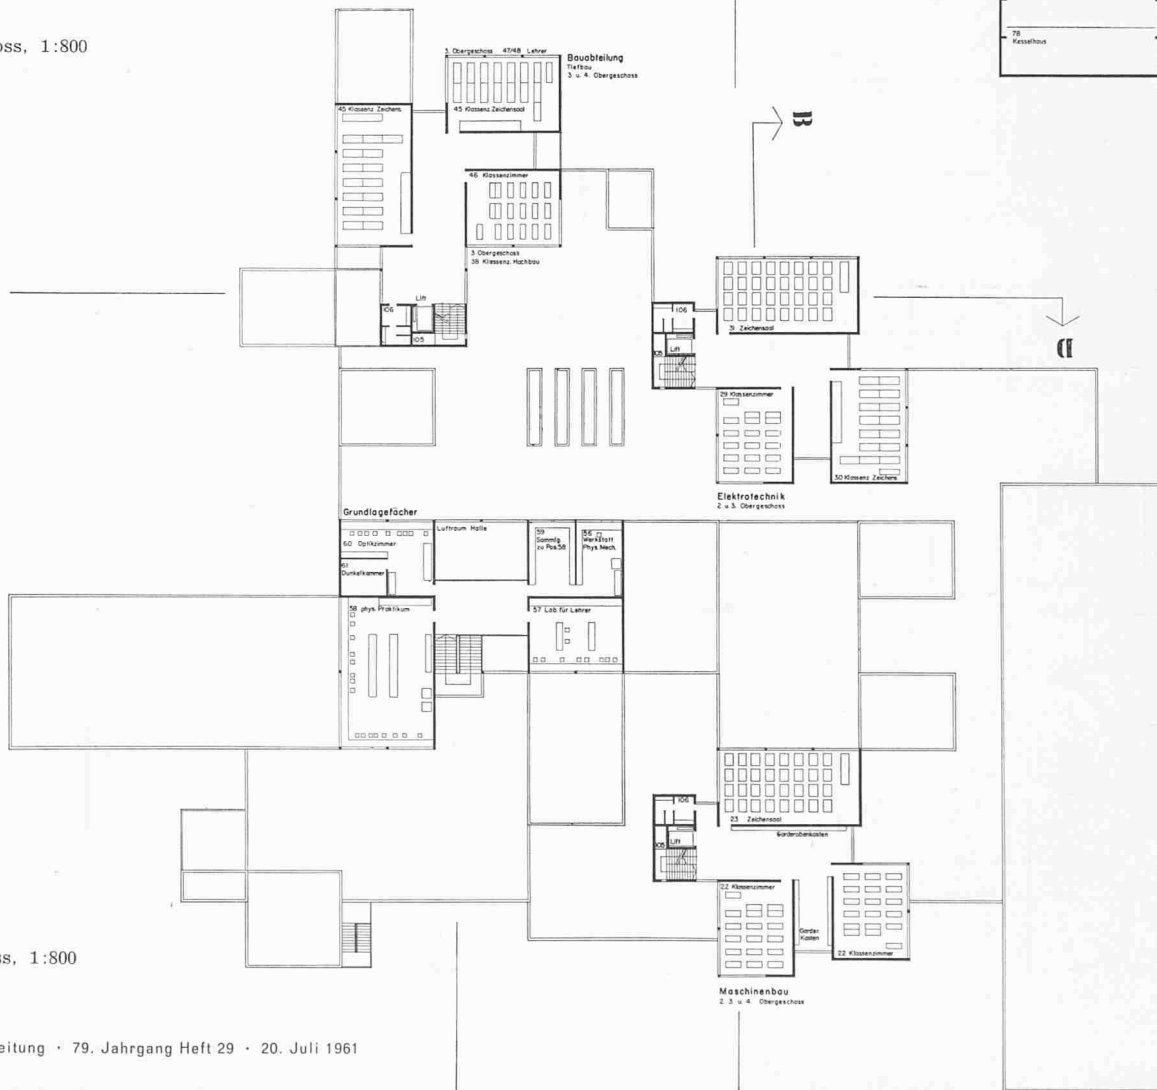 oss, 1:800
78
Kesselhaus
3. Obergeschoss 47/48 Lehrer
Bauabteilung
Tiefbau
3. u. 4. Obergeschoss
45 Klassenz. Zeichens.
45 Klassenz. Zeichensaal
46 Klassenzimmer
3. Obergeschoss
38 Klassenz. Hochbau
B
106
Lift
105
106
105
Lift
31 Zeichensaal
D
29 Klassenzimmer
30 Klassenz. Zeichens.
Elektrotechnik
2. u. 3. Obergeschoss
Grundlagefächer
60 Optikzimmer
61
Dunkelkammer
Luftraum Halle
59
Sammlg.
zu Pos.58
56
Werkstatt
Phys. Mech.
58 phys. Praktikum
57 Lab. für Lehrer
106
105
Lift
23 Zeichensaal
Garderobenkasten
22 Klassenzimmer
Garder.
Kasten
22 Klassenzimmer
Maschinenbau
2. 3. u. 4. Obergeschoss
ss, 1:800
eitung · 79. Jahrgang Heft 29 · 20. Juli 1961